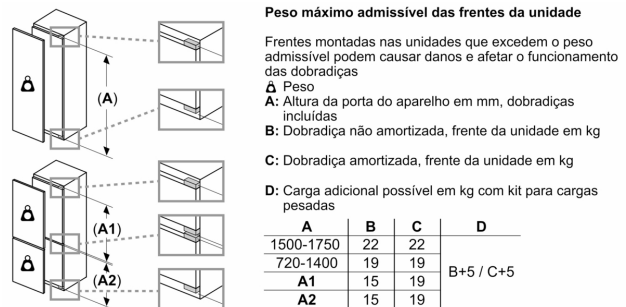 (A)
(A1)
(A2)
Peso máximo admissível das frentes da unidade
Frentes montadas nas unidades que excedem o peso
admissível podem causar danos e afetar o funcionamento
das dobradiças
Peso
A: Altura da porta do aparelho em mm, dobradiças
incluídas
B: Dobradiça não amortizada, frente da unidade em kg
C: Dobradiça amortizada, frente da unidade em kg
D: Carga adicional possível em kg com kit para cargas
pesadas
A B C D
1500-1750 22 22
720-1400 19 19
B+5 / C+5
A1 15 19
A2 15 19